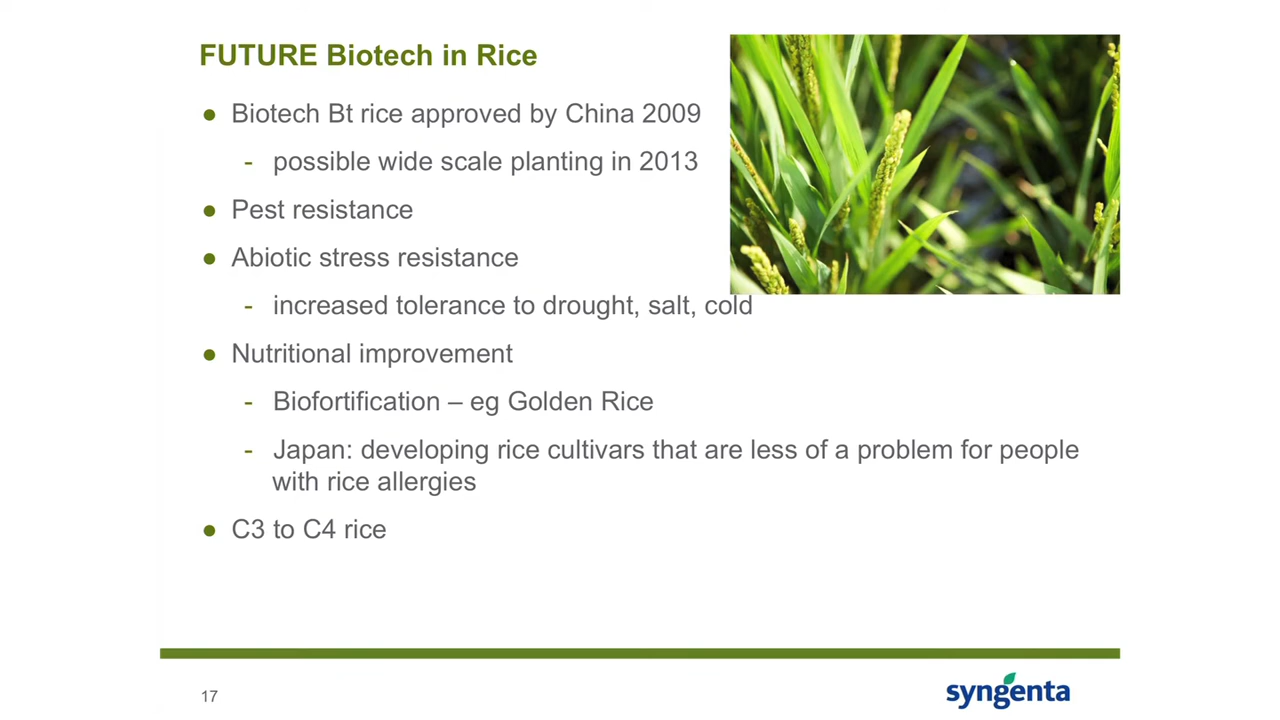 FUTURE Biotech in Rice
● Biotech Bt rice approved by China 2009
- possible wide scale planting in 2013
● Pest resistance
● Abiotic stress resistance
- increased tolerance to drought, salt, cold
● Nutritional improvement
- Biofortification – eg Golden Rice
- Japan: developing rice cultivars that are less of a problem for people
with rice allergies
● C3 to C4 rice
17
syngenta